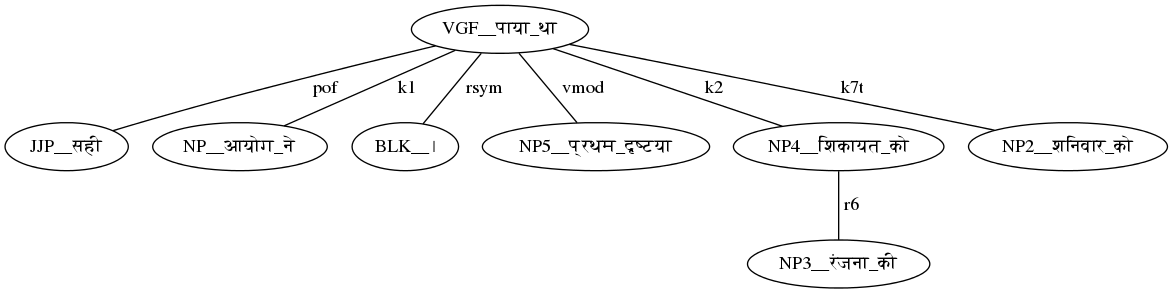 VGF__पाया_था
pof k1 rsym vmod k2 k7t
JJP__सही NP__आयोग_ने BLK__। NP5__प्रथम_दृष्टया NP4__शिकायत_को NP2__शनिवार_को
r6
NP3__रंजना_की